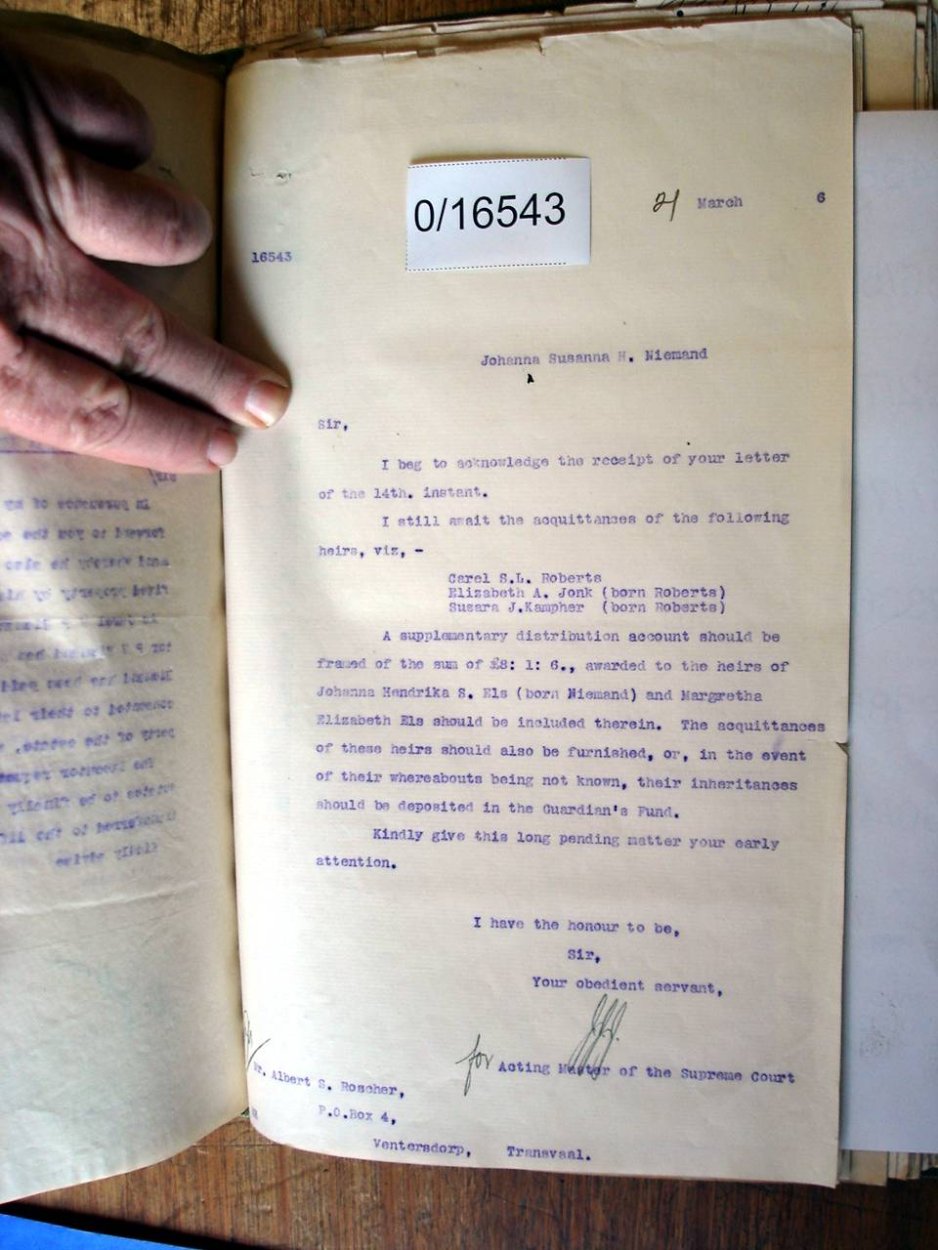 0/16543
21 March 6
16543
Johanna Susanna H. Niemand
Sir,
I beg to acknowledge the receipt of your letter
of the 14th. instant.
I still await the acquittances of the following
heirs, viz, -
Carel S.L. Roberts
Elizabeth A. Jonk (born Roberts)
Suzara J.Kampher (born Roberts)
A supplementary distribution account should be
framed of the sum of £8: 1: 6., awarded to the heirs of
Johanna Hendrika S. Els (born Niemand) and Margretha
Elizabeth Els should be included therein. The acquittances
of these heirs should also be furnished, or, in the event
of their whereabouts being not known, their inheritances
should be deposited in the Guardian's Fund.
Kindly give this long pending matter your early
attention.
I have the honour to be,
Sir,
Your obedient servant,
for Acting Master of the Supreme Court
Mr. Albert S. Roscher,
P.O.Box 4,
Ventersdorp, Transvaal.